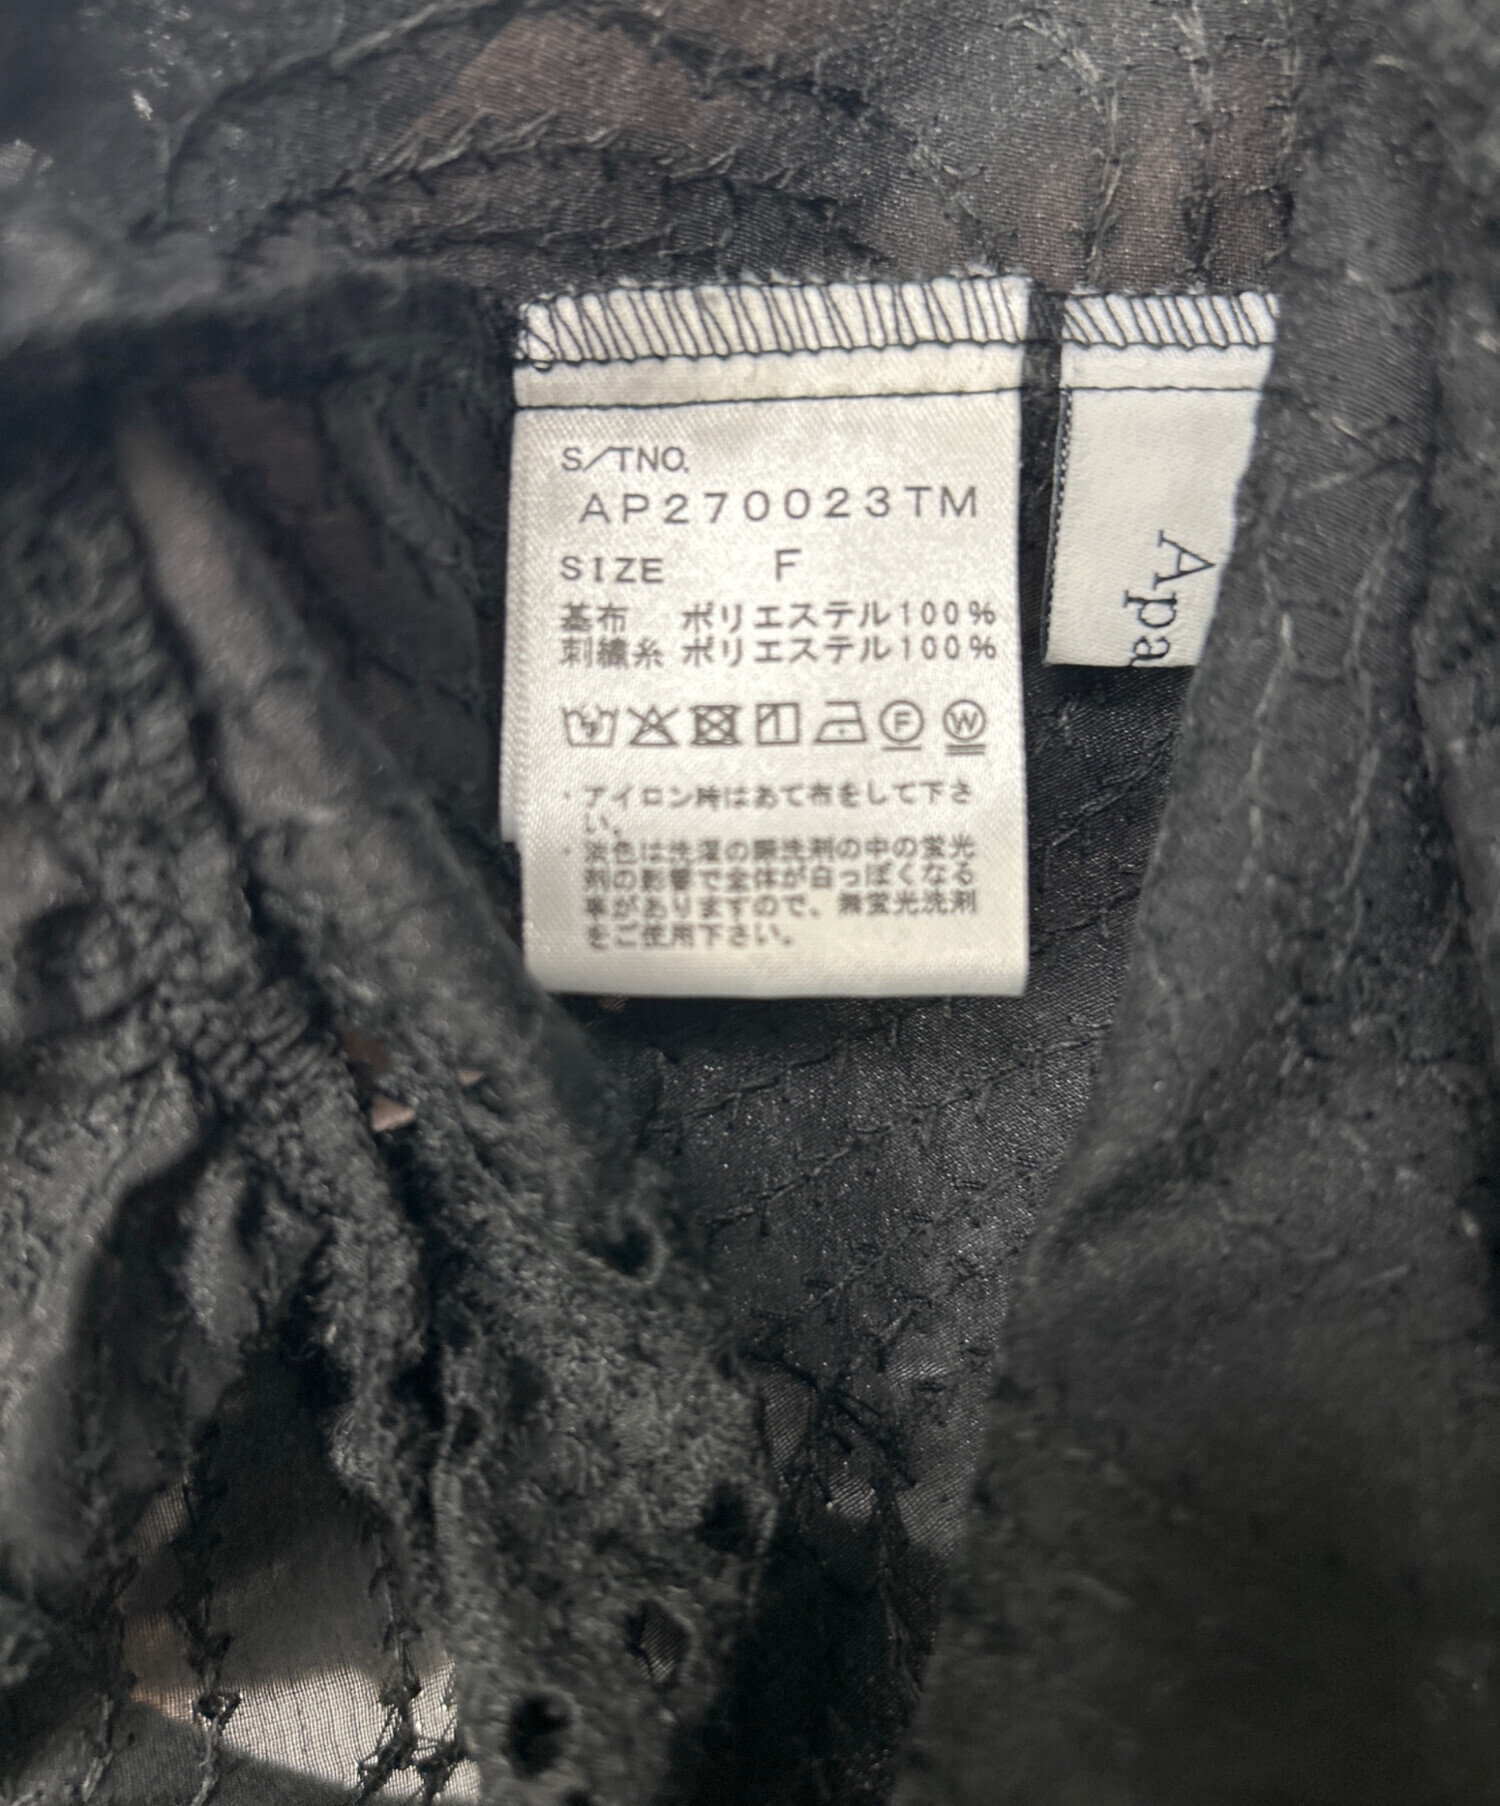 S/TNO.
AP270023TM
SIZE F
基布 ポリエステル100%
刺繍糸 ポリエステル100%
F
W
・アイロン時はあて布をして下さ
い。
・淡色は洗濯の際洗剤の中の蛍光
剤の影響で全体が白っぽくなる
事がありますので、無蛍光洗剤
をご使用下さい。
Apa